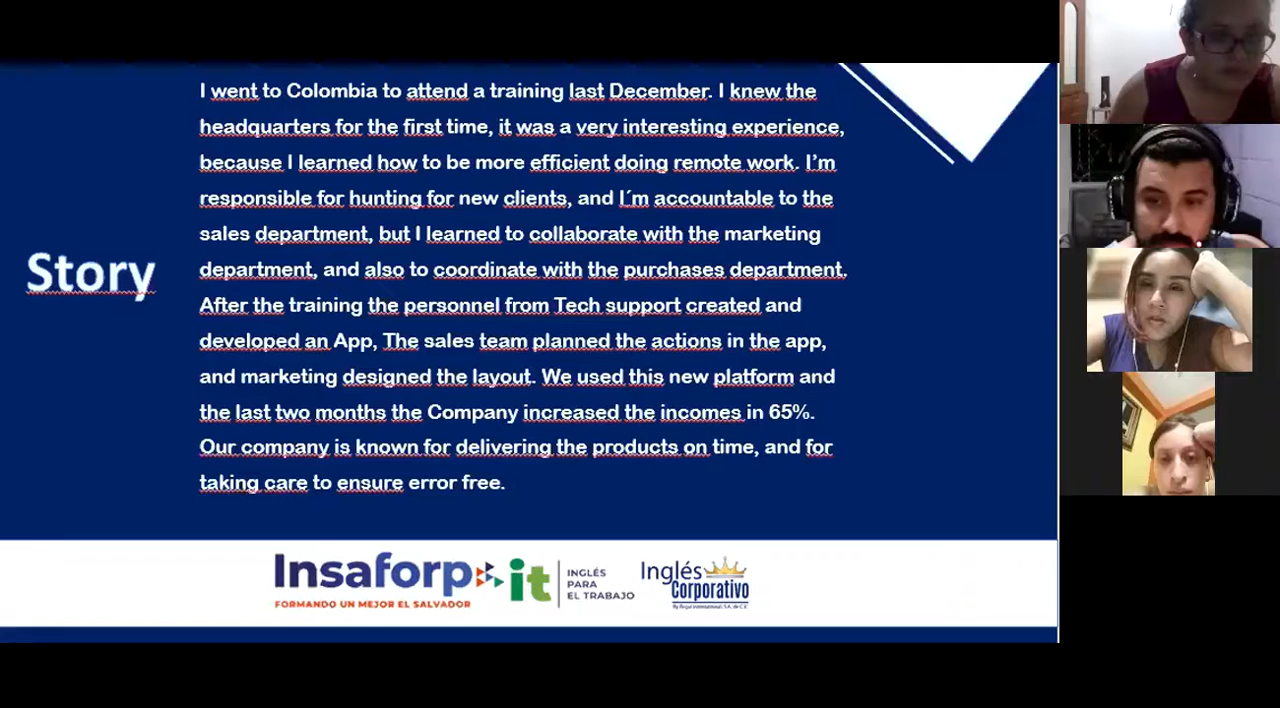 I went to Colombia to attend a training last December. I knew the
headquarters for the first time, it was a very interesting experience,
because I learned how to be more efficient doing remote work. I’m
responsible for hunting for new clients, and I´m accountable to the
sales department, but I learned to collaborate with the marketing
department, and also to coordinate with the purchases department.
After the training the personnel from Tech support created and
developed an App, The sales team planned the actions in the app,
and marketing designed the layout. We used this new platform and
the last two months the Company increased the incomes in 65%.
Our company is known for delivering the products on time, and for
taking care to ensure error free.
Story
Insaforp
FORMANDO UN MEJOR EL SALVADOR
it
INGLÉS
PARA
EL TRABAJO
Inglés
Corporativo